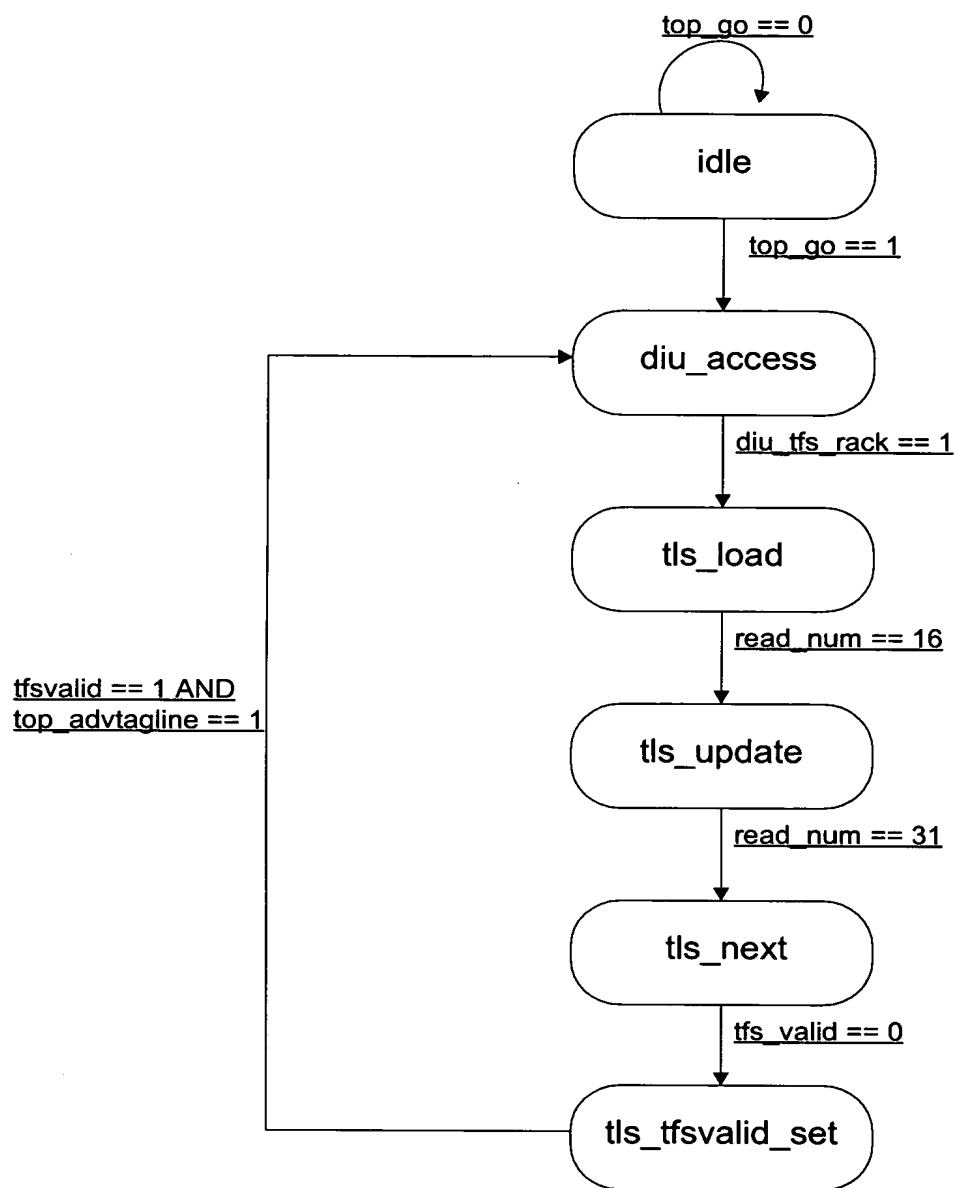 top_go == 0
idle
top_go == 1
diu_access
diu_tfs_rack == 1
tls_load
read_num == 16
tfsvalid == 1 AND
top_advtagline == 1
tls_update
read_num == 31
tls_next
tfs_valid == 0
tls_tfsvalid_set